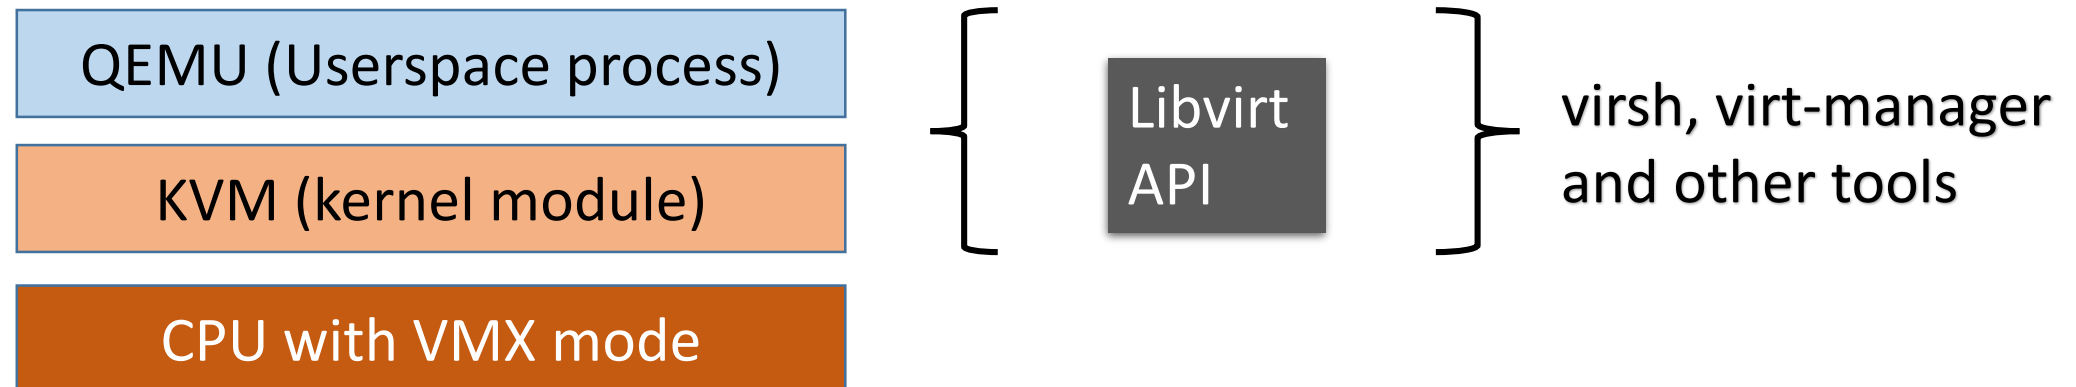 QEMU (Userspace process)
KVM (kernel module)
CPU with VMX mode
Libvirt
API
virsh, virt-manager
and other tools